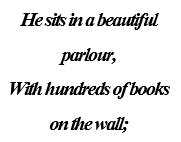 He sits in a beautiful
parlour,
With hundreds of books
on the wall;